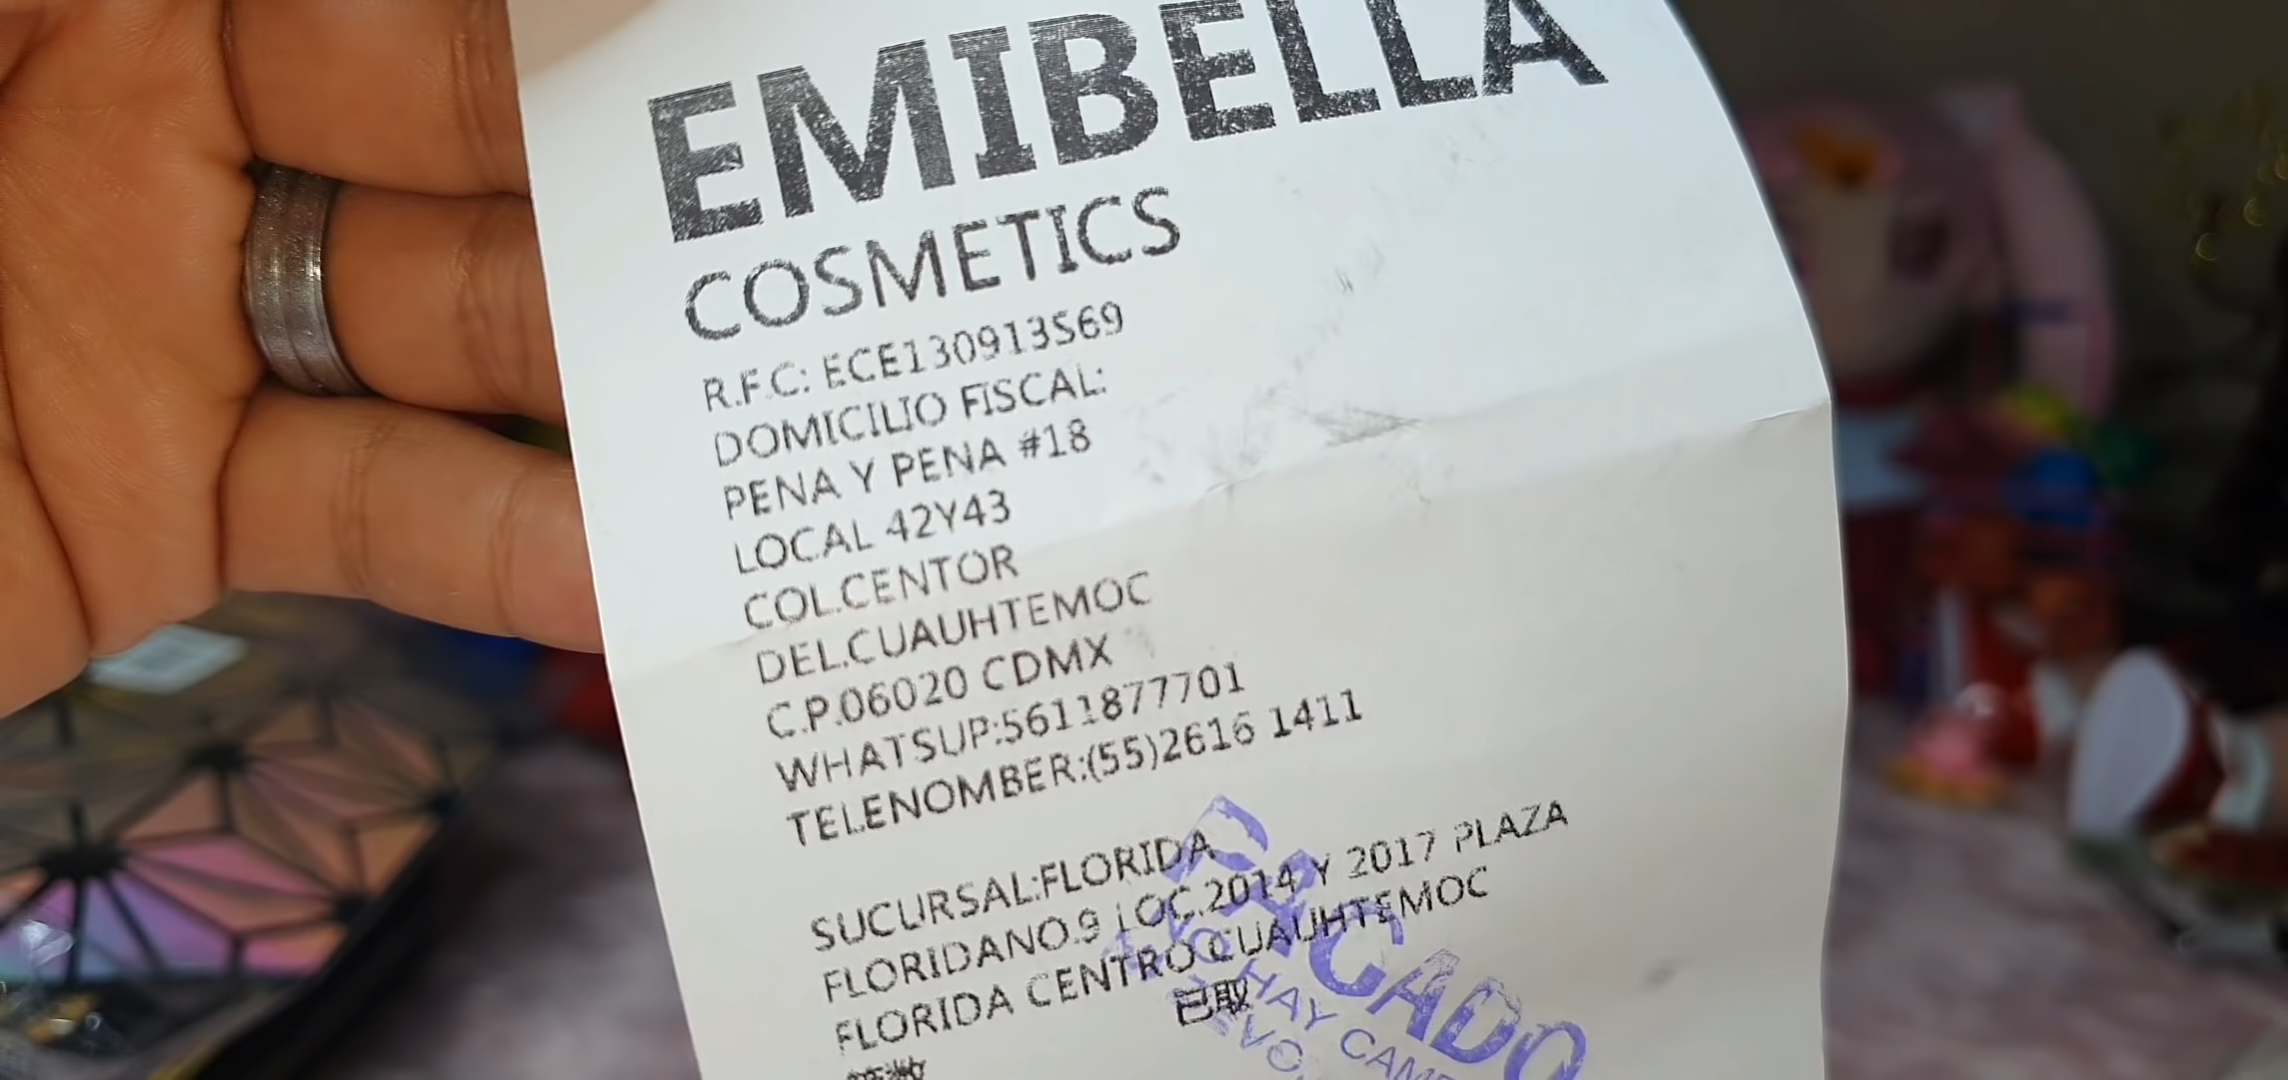 EMIBELLA
COSMETICS
R.F.C: ECE130913S69
DOMICILIO FISCAL:
PENA Y PENA #18
LOCAL 42Y43
COL.CENTOR
DEL.CUAUHTEMOC
C.P.06020 CDMX
WHATSUP:5611877701
TELENOMBER:(55)2616 1411
SUCURSAL:FLORIDA
FLORIDANO.9 LOC.2014 Y 2017 PLAZA
FLORIDA CENTRO CUAUHTEMOC
已取
HAY